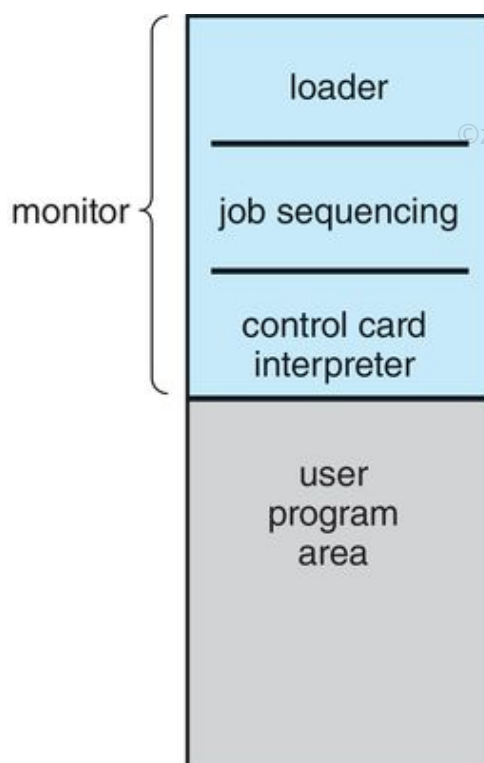 loader
monitor
job sequencing
control card
interpreter
user
program
area